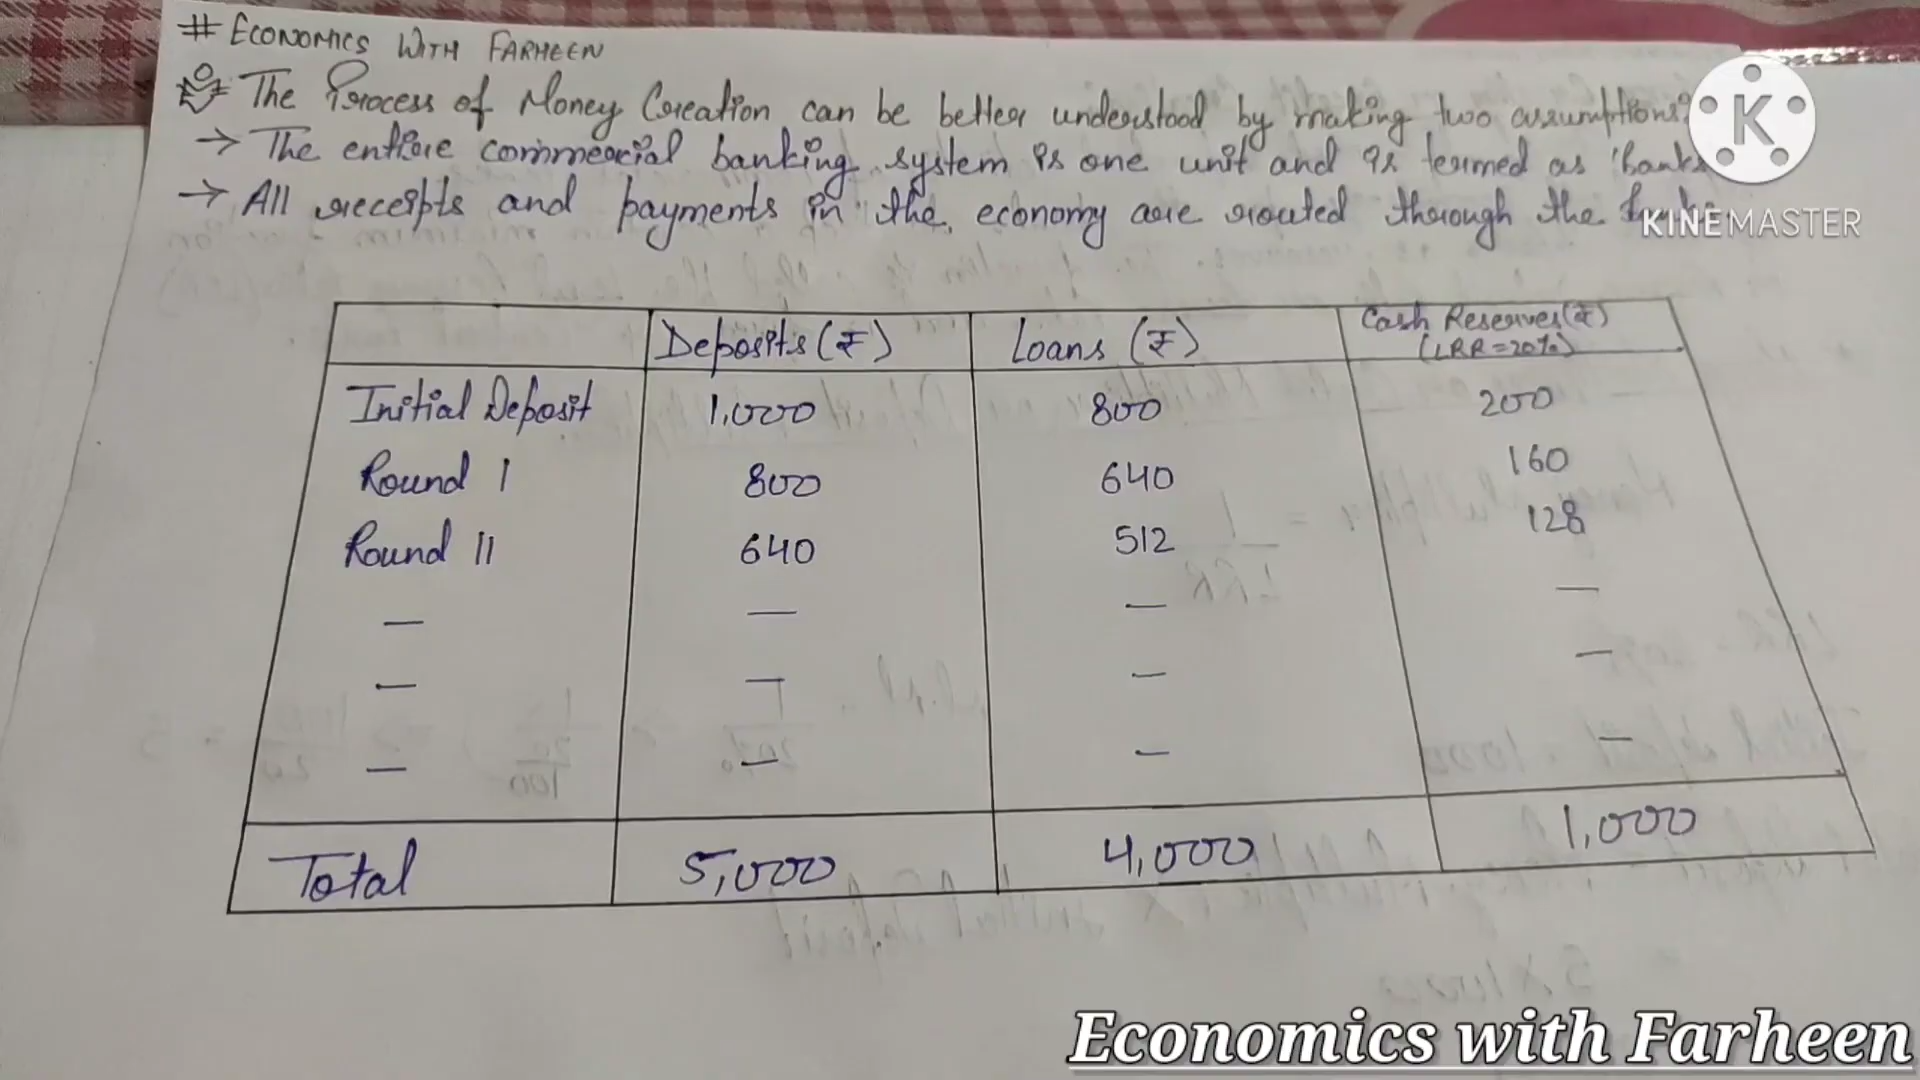 # ECONOMICS WITH FARHEEN
The Process of Money Creation can be better understood by making two assumptions:
→ The entire commercial banking system is one unit and is termed as 'Banks
→ All receipts and payments in the economy are routed through the
K
KINEMASTER
Deposits (₹) Loans (₹) Cash Reserves (₹) (LRR=20%)
Initial Deposit 1,000 800 200
Round I 800 640 160
Round II 640 512 128
— — — —
— — — —
— — — —
Total 5,000 4,000 1,000
Economics with Farheen